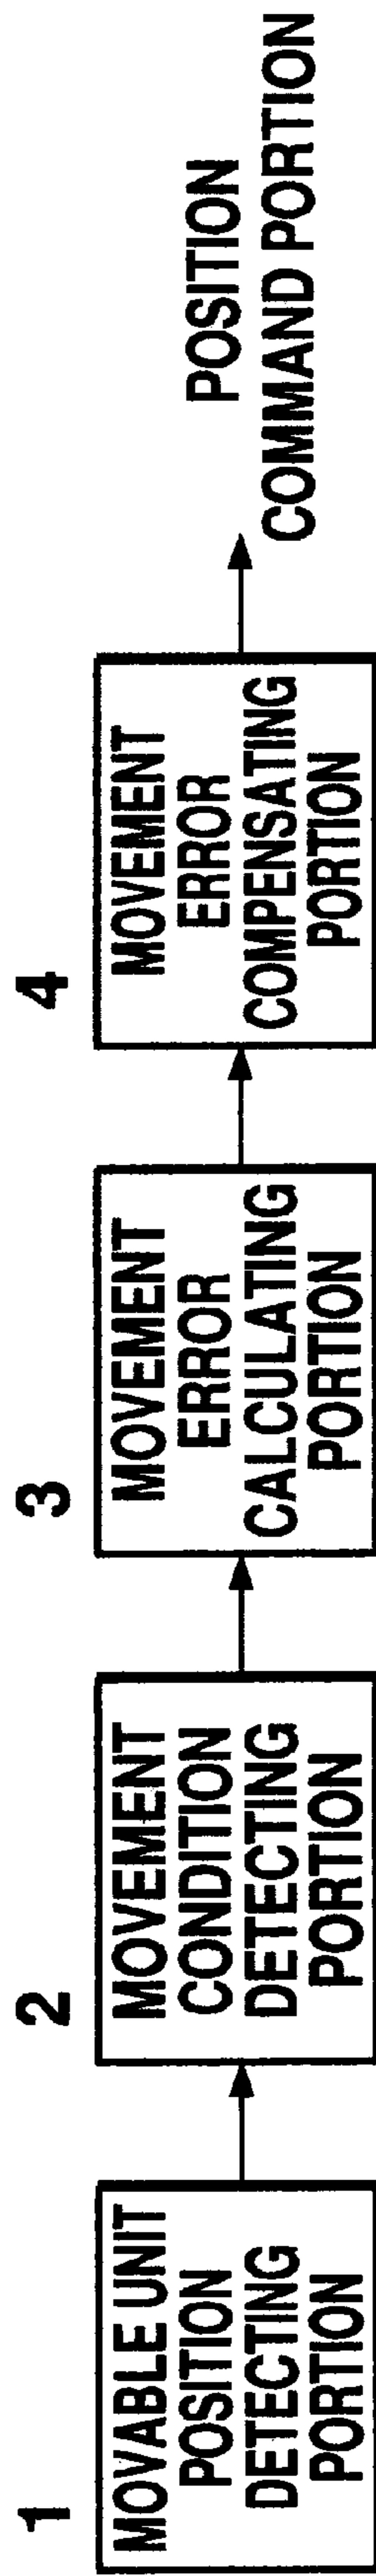 1
MOVABLE UNIT
POSITION
DETECTING
PORTION
2
MOVEMENT
CONDITION
DETECTING
PORTION
3
MOVEMENT
ERROR
CALCULATING
PORTION
4
MOVEMENT
ERROR
COMPENSATING
PORTION
POSITION
COMMAND PORTION